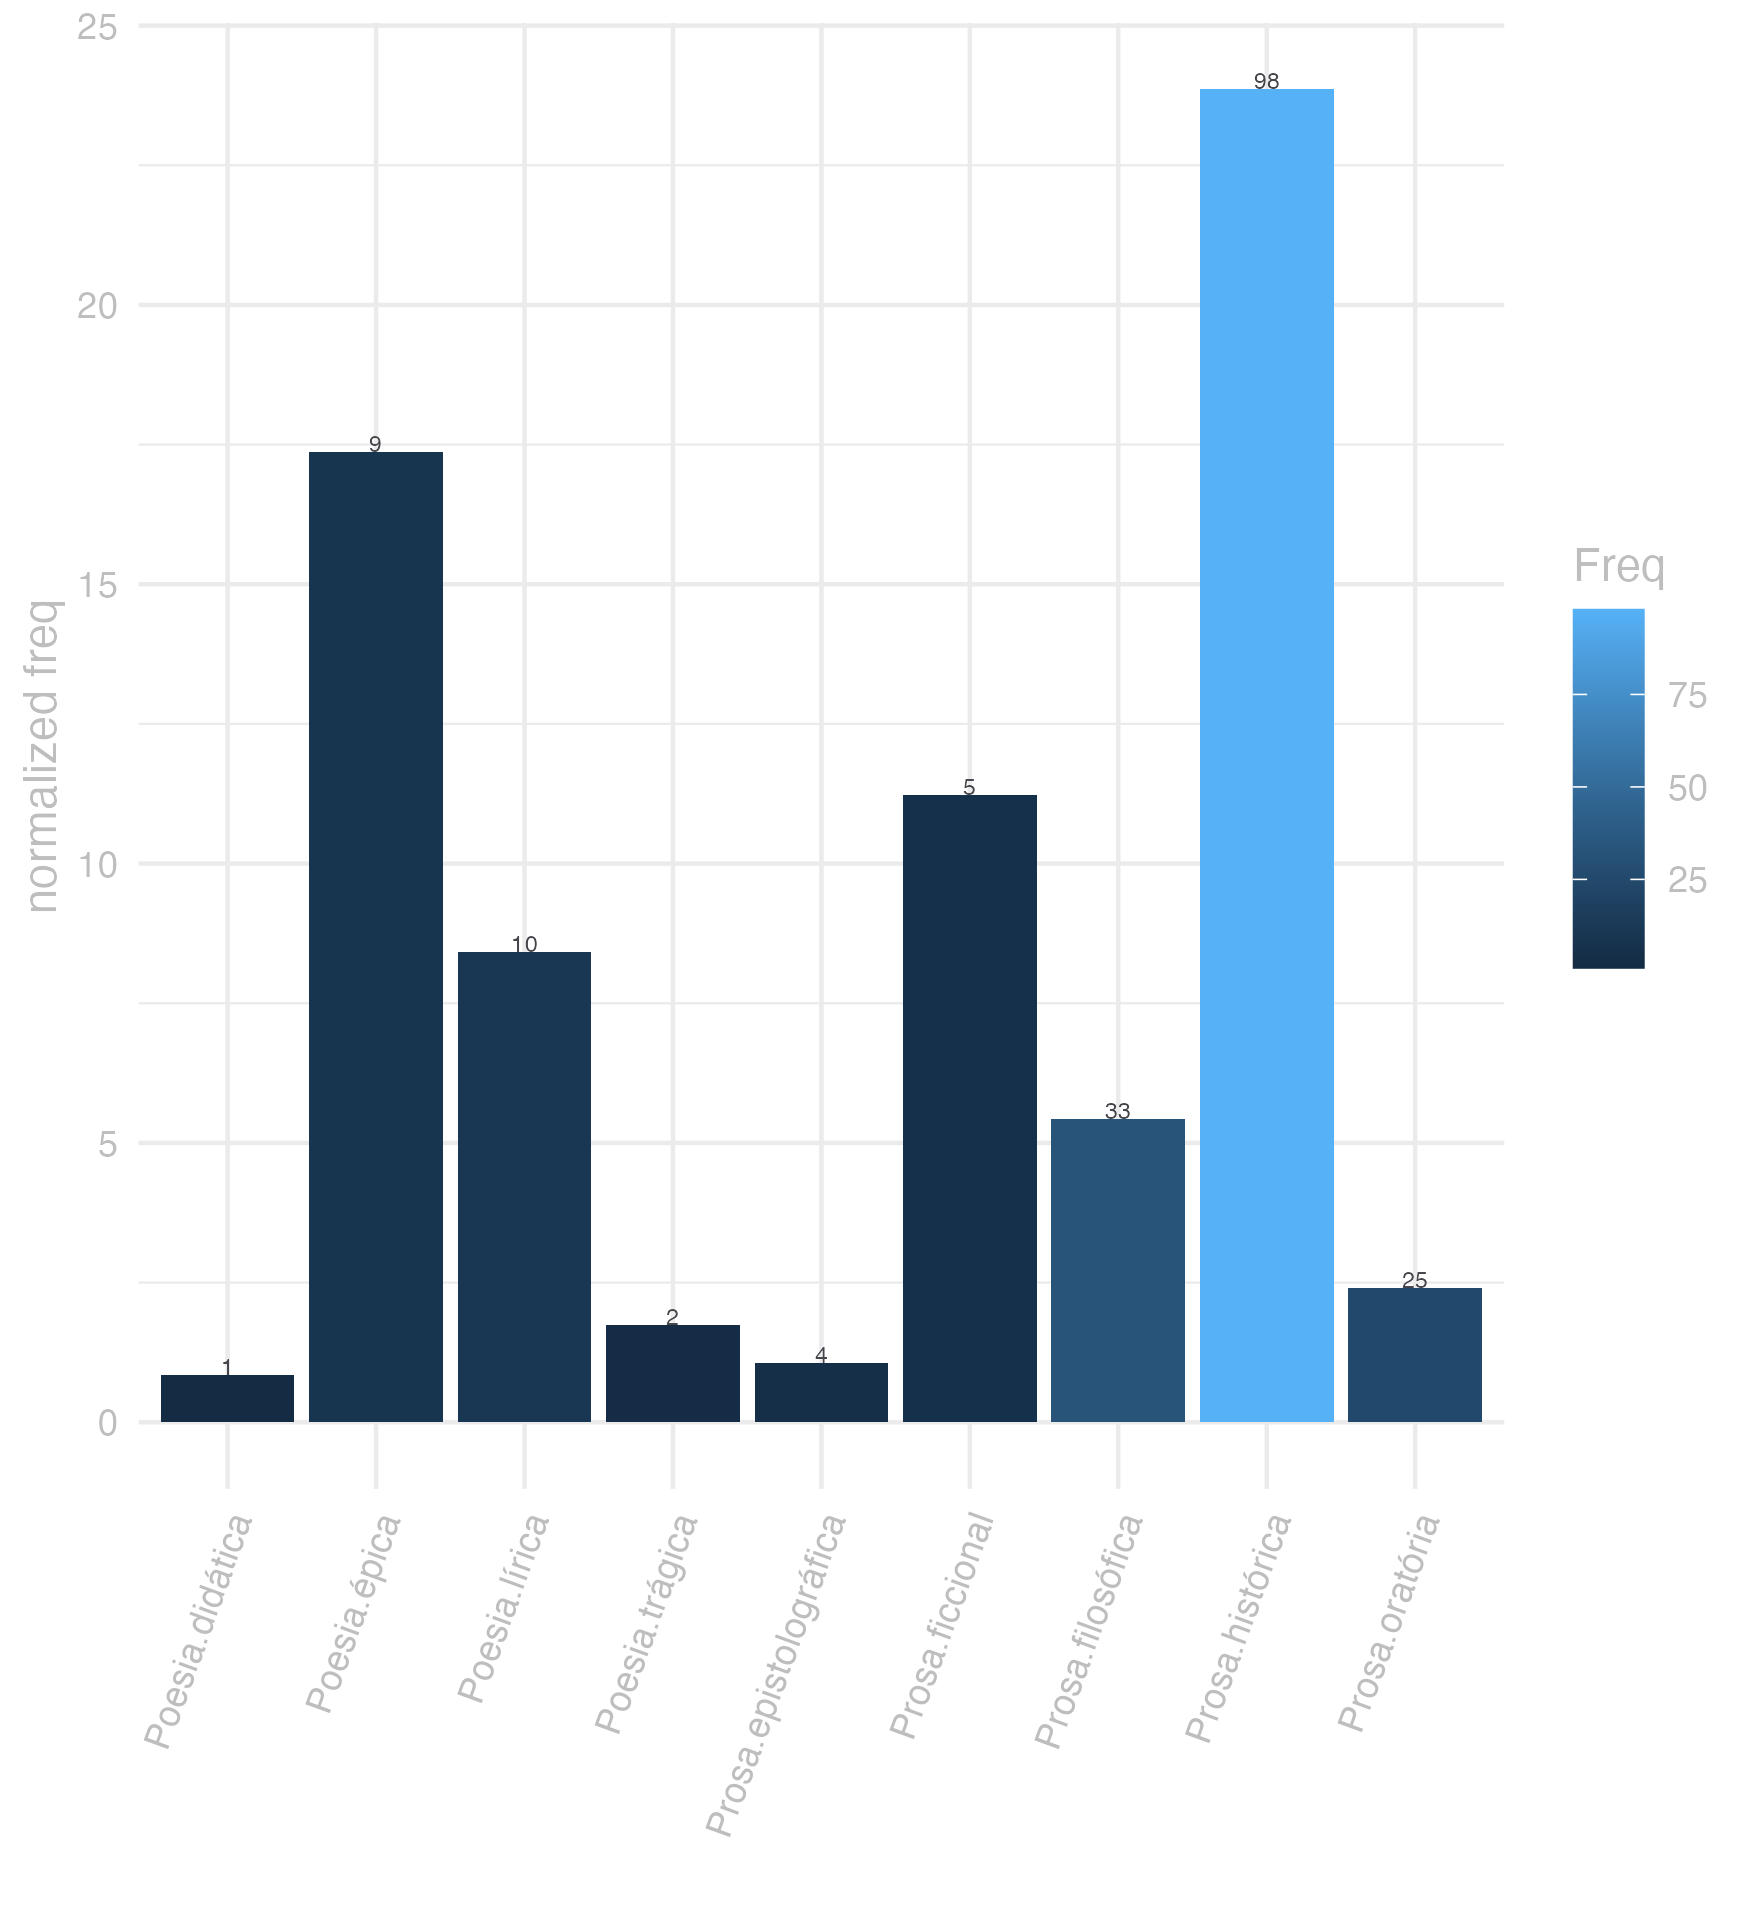 normalized freq
25
20
15
10
5
0
1
9
10
2
4
5
33
98
25
Poesia.didática
Poesia.épica
Poesia.lírica
Poesia.trágica
Prosa.epistolográfica
Prosa.ficcional
Prosa.filosófica
Prosa.histórica
Prosa.oratória
Freq
75
50
25